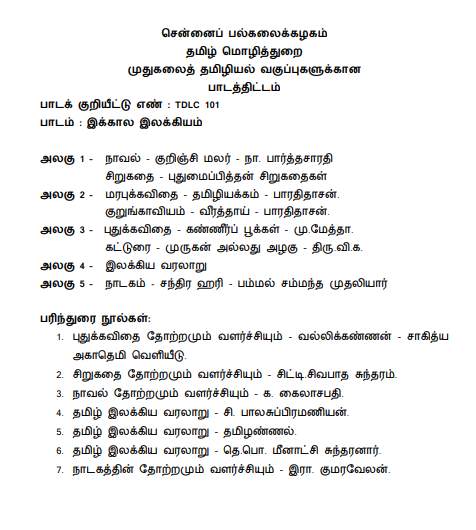 சென்னைப் பல்கலைக்கழகம்
தமிழ் மொழித்துறை
முதுகலைத் தமிழியல் வகுப்புகளுக்கான
பாடத்திட்டம்
பாடக் குறியீட்டு எண் : TDLC 101
பாடம் : இக்கால இலக்கியம்
அலகு 1 - நாவல் - குறிஞ்சி மலர் - நா. பார்த்தசாரதி
சிறுகதை - புதுமைப்பித்தன் சிறுகதைகள்
அலகு 2 - மரபுக்கவிதை - தமிழியக்கம் - பாரதிதாசன்.
குறுங்காவியம் - வீரத்தாய் - பாரதிதாசன்.
அலகு 3 - புதுக்கவிதை - கண்ணீர்ப் பூக்கள் - மு.மேத்தா.
கட்டுரை - முருகன் அல்லது அழகு - திரு.வி.க.
அலகு 4 - இலக்கிய வரலாறு
அலகு 5 - நாடகம் - சந்திர ஹரி - பம்மல் சம்மந்த முதலியார்
பரிந்துரை நூல்கள்:
1. புதுக்கவிதை தோற்றமும் வளர்ச்சியும் - வல்லிக்கண்ணன் - சாகித்ய
அகாதெமி வெளியீடு.
2. சிறுகதை தோற்றமும் வளர்ச்சியும் - சிட்டி.சிவபாத சுந்தரம்.
3. நாவல் தோற்றமும் வளர்ச்சியும் - க. கைலாசபதி.
4. தமிழ் இலக்கிய வரலாறு - சி. பாலசுப்பிரமணியன்.
5. தமிழ் இலக்கிய வரலாறு - தமிழண்ணல்.
6. தமிழ் இலக்கிய வரலாறு - தெ.பொ. மீனாட்சி சுந்தரனார்.
7. நாடகத்தின் தோற்றமும் வளர்ச்சியும் - இரா. குமரவேலன்.